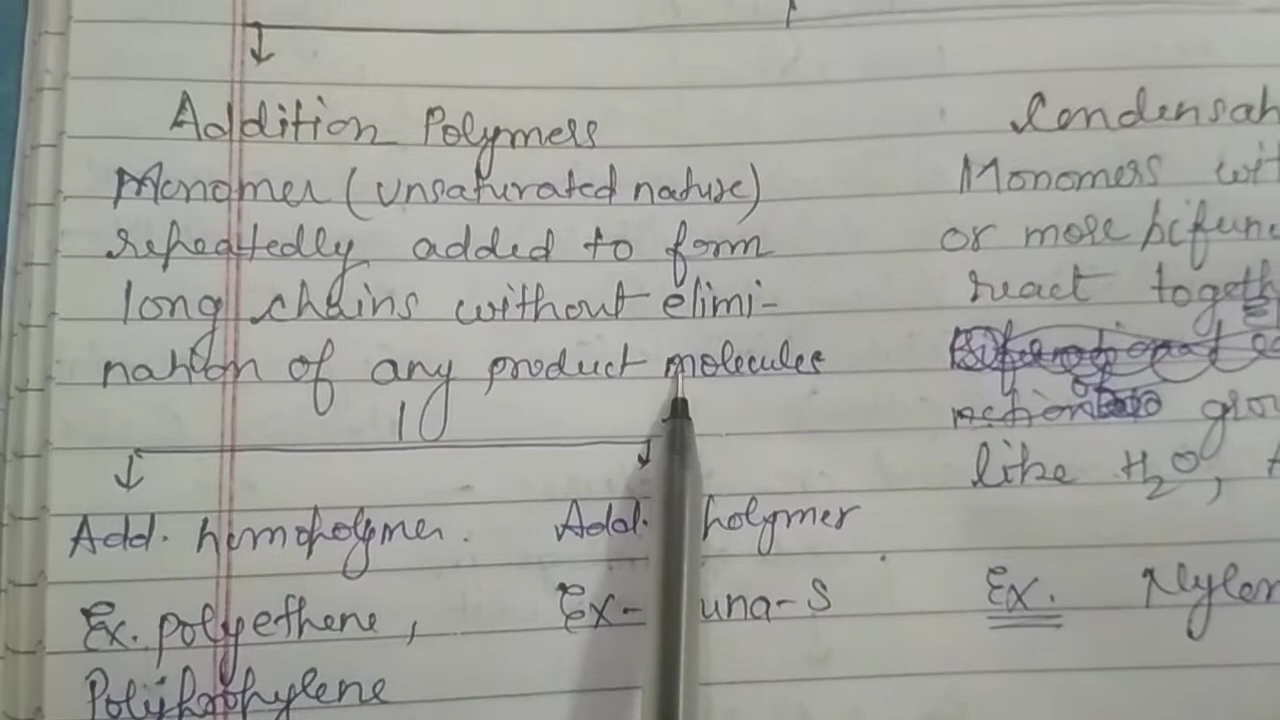 Addition Polymers
Monomer (unsaturated nature)
repeatedly added to form
long chains without elimi-
nation of any product molecules
Add. homopolymer.
Add. polymer
Ex. polyethene,
Polypropylene
Ex- una-S
Condensat
Monomers wit
or more bifunc
react togeth
grou
like H2O,
Ex. Nylon